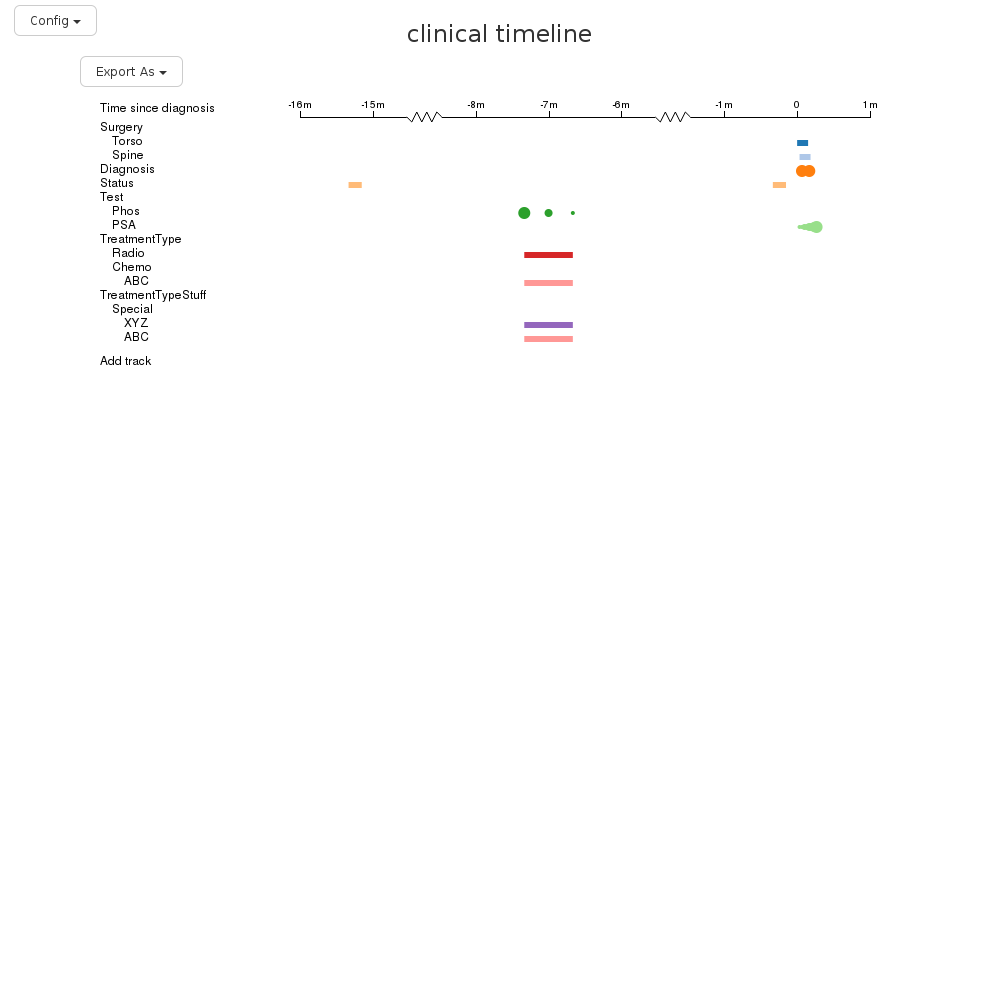 Config
clinical timeline
Export As
Time since diagnosis
-16m -15m -8m -7m -6m -1m 0 1m
Surgery
Torso
Spine
Diagnosis
Status
Test
Phos
PSA
TreatmentType
Radio
Chemo
ABC
TreatmentTypeStuff
Special
XYZ
ABC
Add track